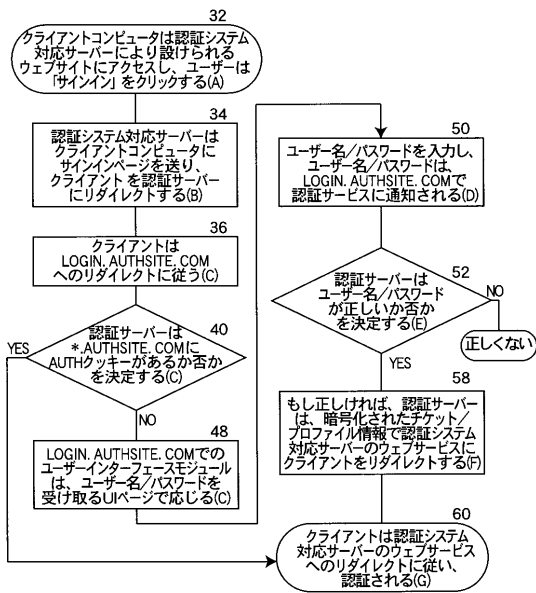 32
クライアントコンピュータは認証システム
対応サーバーにより設けられる
ウェブサイトにアクセスし、ユーザーは
「サインイン」をクリックする(A)
34
認証システム対応サーバーは
クライアントコンピュータに
サインインページを送り、
クライアントを認証サーバー
にリダイレクトする(B)
36
クライアントは
LOGIN. AUTHSITE. COM
へのリダイレクトに従う(C)
40
認証サーバーは
*.AUTHSITE. COMに
AUTHクッキーがあるか否か
を決定する(C)
YES
NO
48
LOGIN. AUTHSITE. COMでの
ユーザーインターフェースモジュール
は、ユーザー名/パスワードを
受け取るUIページで応じる(C)
50
ユーザー名/パスワードを入力し、
ユーザー名/パスワードは、
LOGIN. AUTHSITE. COMで
認証サービスに通知される(D)
52
認証サーバーは
ユーザー名/パスワード
が正しいか否か
を決定する(E)
NO
正しくない
YES
58
もし正しければ、認証サーバー
は、暗号化されたチケット/
プロファイル情報で認証システム
対応サーバーのウェブサービスに
クライアントをリダイレクトする(F)
60
クライアントは認証システム
対応サーバーのウェブサービス
へのリダイレクトに従い、
認証される(G)